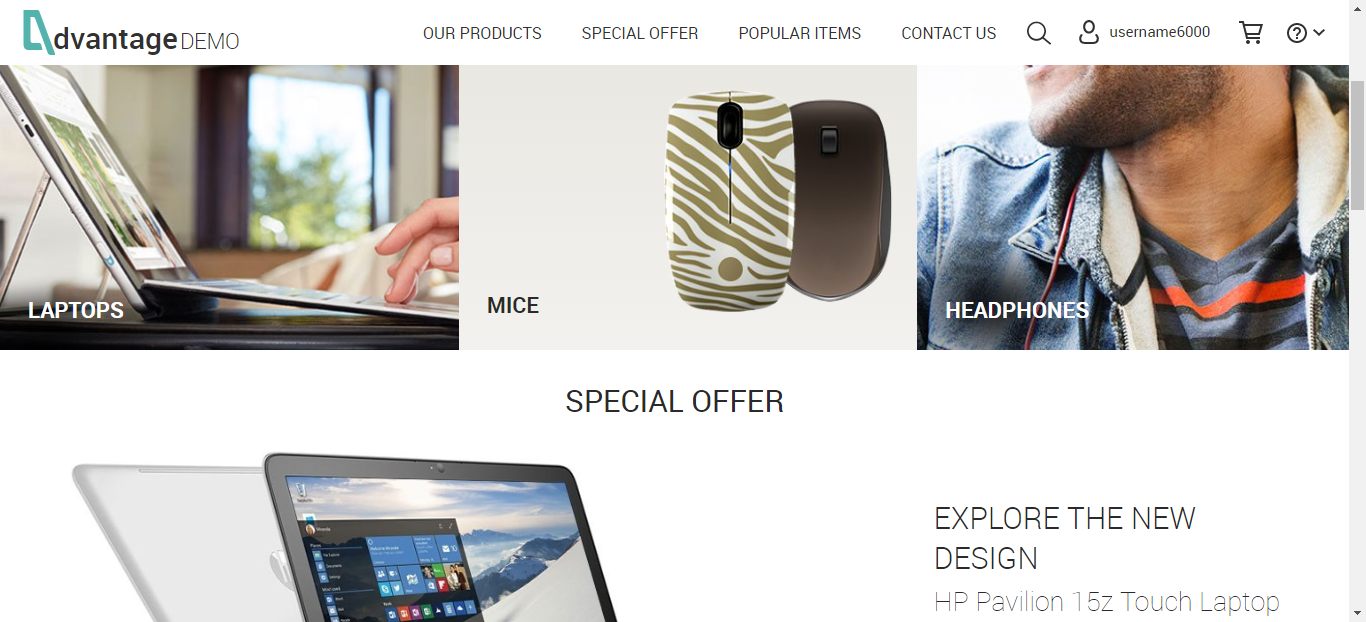 Advantage DEMO
OUR PRODUCTS SPECIAL OFFER POPULAR ITEMS CONTACT US username6000
LAPTOPS
MICE
HEADPHONES
SPECIAL OFFER
EXPLORE THE NEW
DESIGN
HP Pavilion 15z Touch Laptop